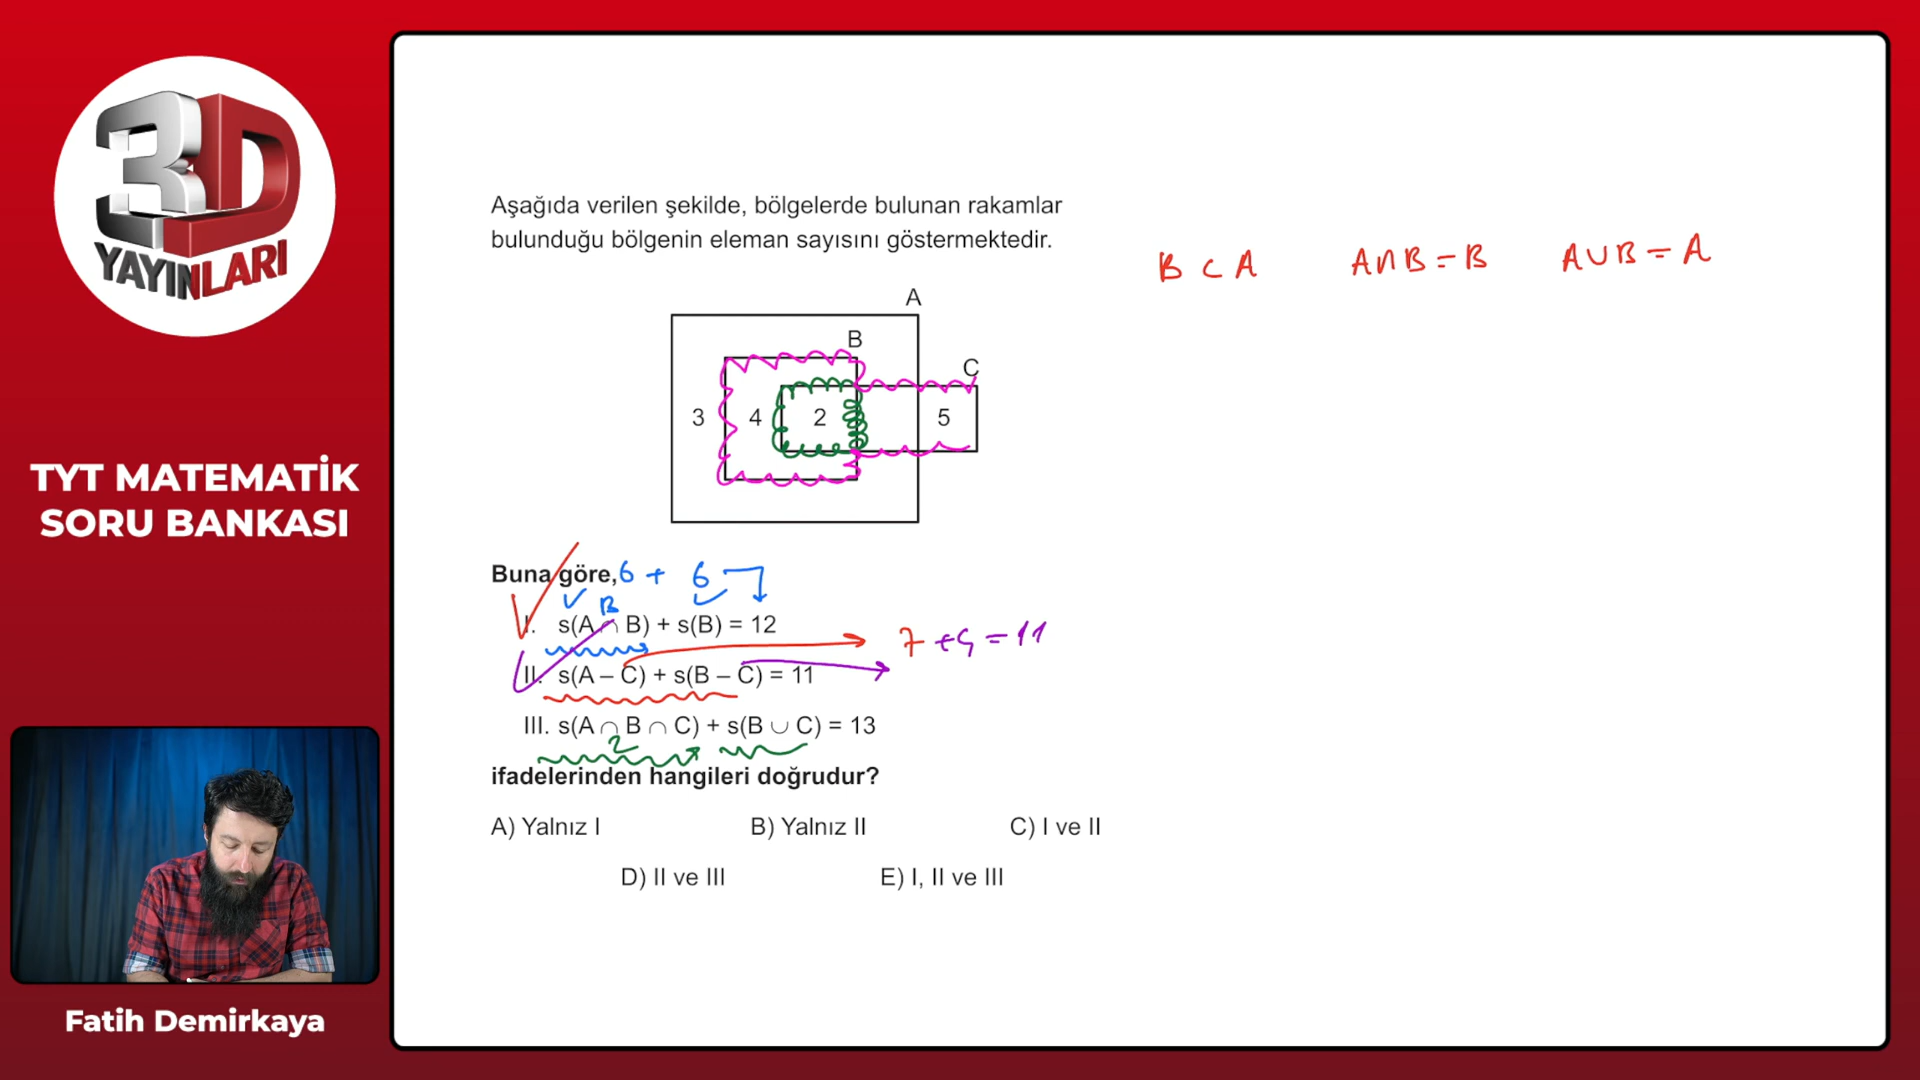 3D
YAYINLARI
TYT MATEMATİK
SORU BANKASI
Fatih Demirkaya
Aşağıda verilen şekilde, bölgelerde bulunan rakamlar
bulunduğu bölgenin eleman sayısını göstermektedir.
B ⊂ A A∩B = B A∪B = A
A
B
C
3 4 2 5
Buna göre, 6 + 6
B
I. s(A ∩ B) + s(B) = 12
7 + 4 = 11
II. s(A – C) + s(B – C) = 11
III. s(A ∩ B ∩ C) + s(B ∪ C) = 13
2
ifadelerinden hangileri doğrudur?
A) Yalnız I B) Yalnız II C) I ve II
D) II ve III E) I, II ve III